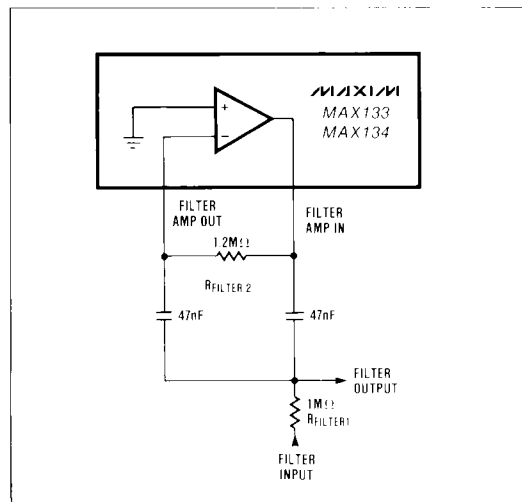 MAXIM
MAX133
MAX134
+
−
FILTER
AMP OUT
FILTER
AMP IN
1.2MΩ
RFILTER 2
47nF
47nF
FILTER
OUTPUT
1MΩ
RFILTER1
FILTER
INPUT